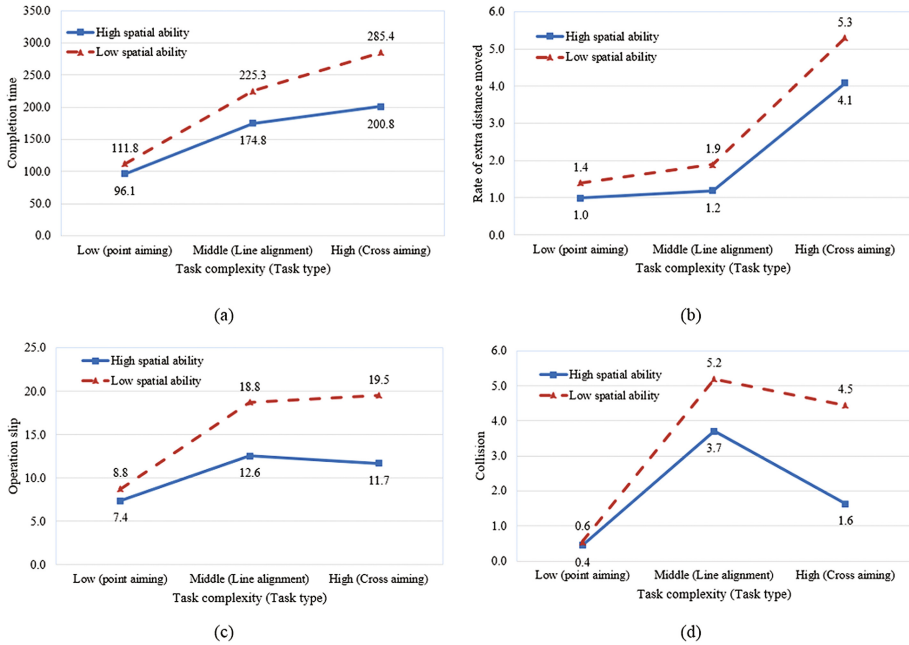 350.0
300.0
250.0
200.0
150.0
100.0
50.0
0.0
Completion time
High spatial ability
Low spatial ability
111.8
225.3
285.4
96.1
174.8
200.8
Low (point aiming) Middle (Line alignment) High (Cross aiming)
Task complexity (Task type)
(a)
6.0
5.0
4.0
3.0
2.0
1.0
0.0
Rate of extra distance moved
High spatial ability
Low spatial ability
1.4
1.9
5.3
1.0
1.2
4.1
Low (point aiming) Middle (Line alignment) High (Cross aiming)
Task complexity (Task type)
(b)
25.0
20.0
15.0
10.0
5.0
0.0
Operation slip
High spatial ability
Low spatial ability
8.8
18.8
19.5
7.4
12.6
11.7
Low (point aiming) Middle (Line alignment) High (Cross aiming)
Task complexity (Task type)
(c)
6.0
5.0
4.0
3.0
2.0
1.0
0.0
Collision
High spatial ability
Low spatial ability
0.6
5.2
4.5
0.4
3.7
1.6
Low (point aiming) Middle (Line alignment) High (Cross aiming)
Task complexity (Task type)
(d)